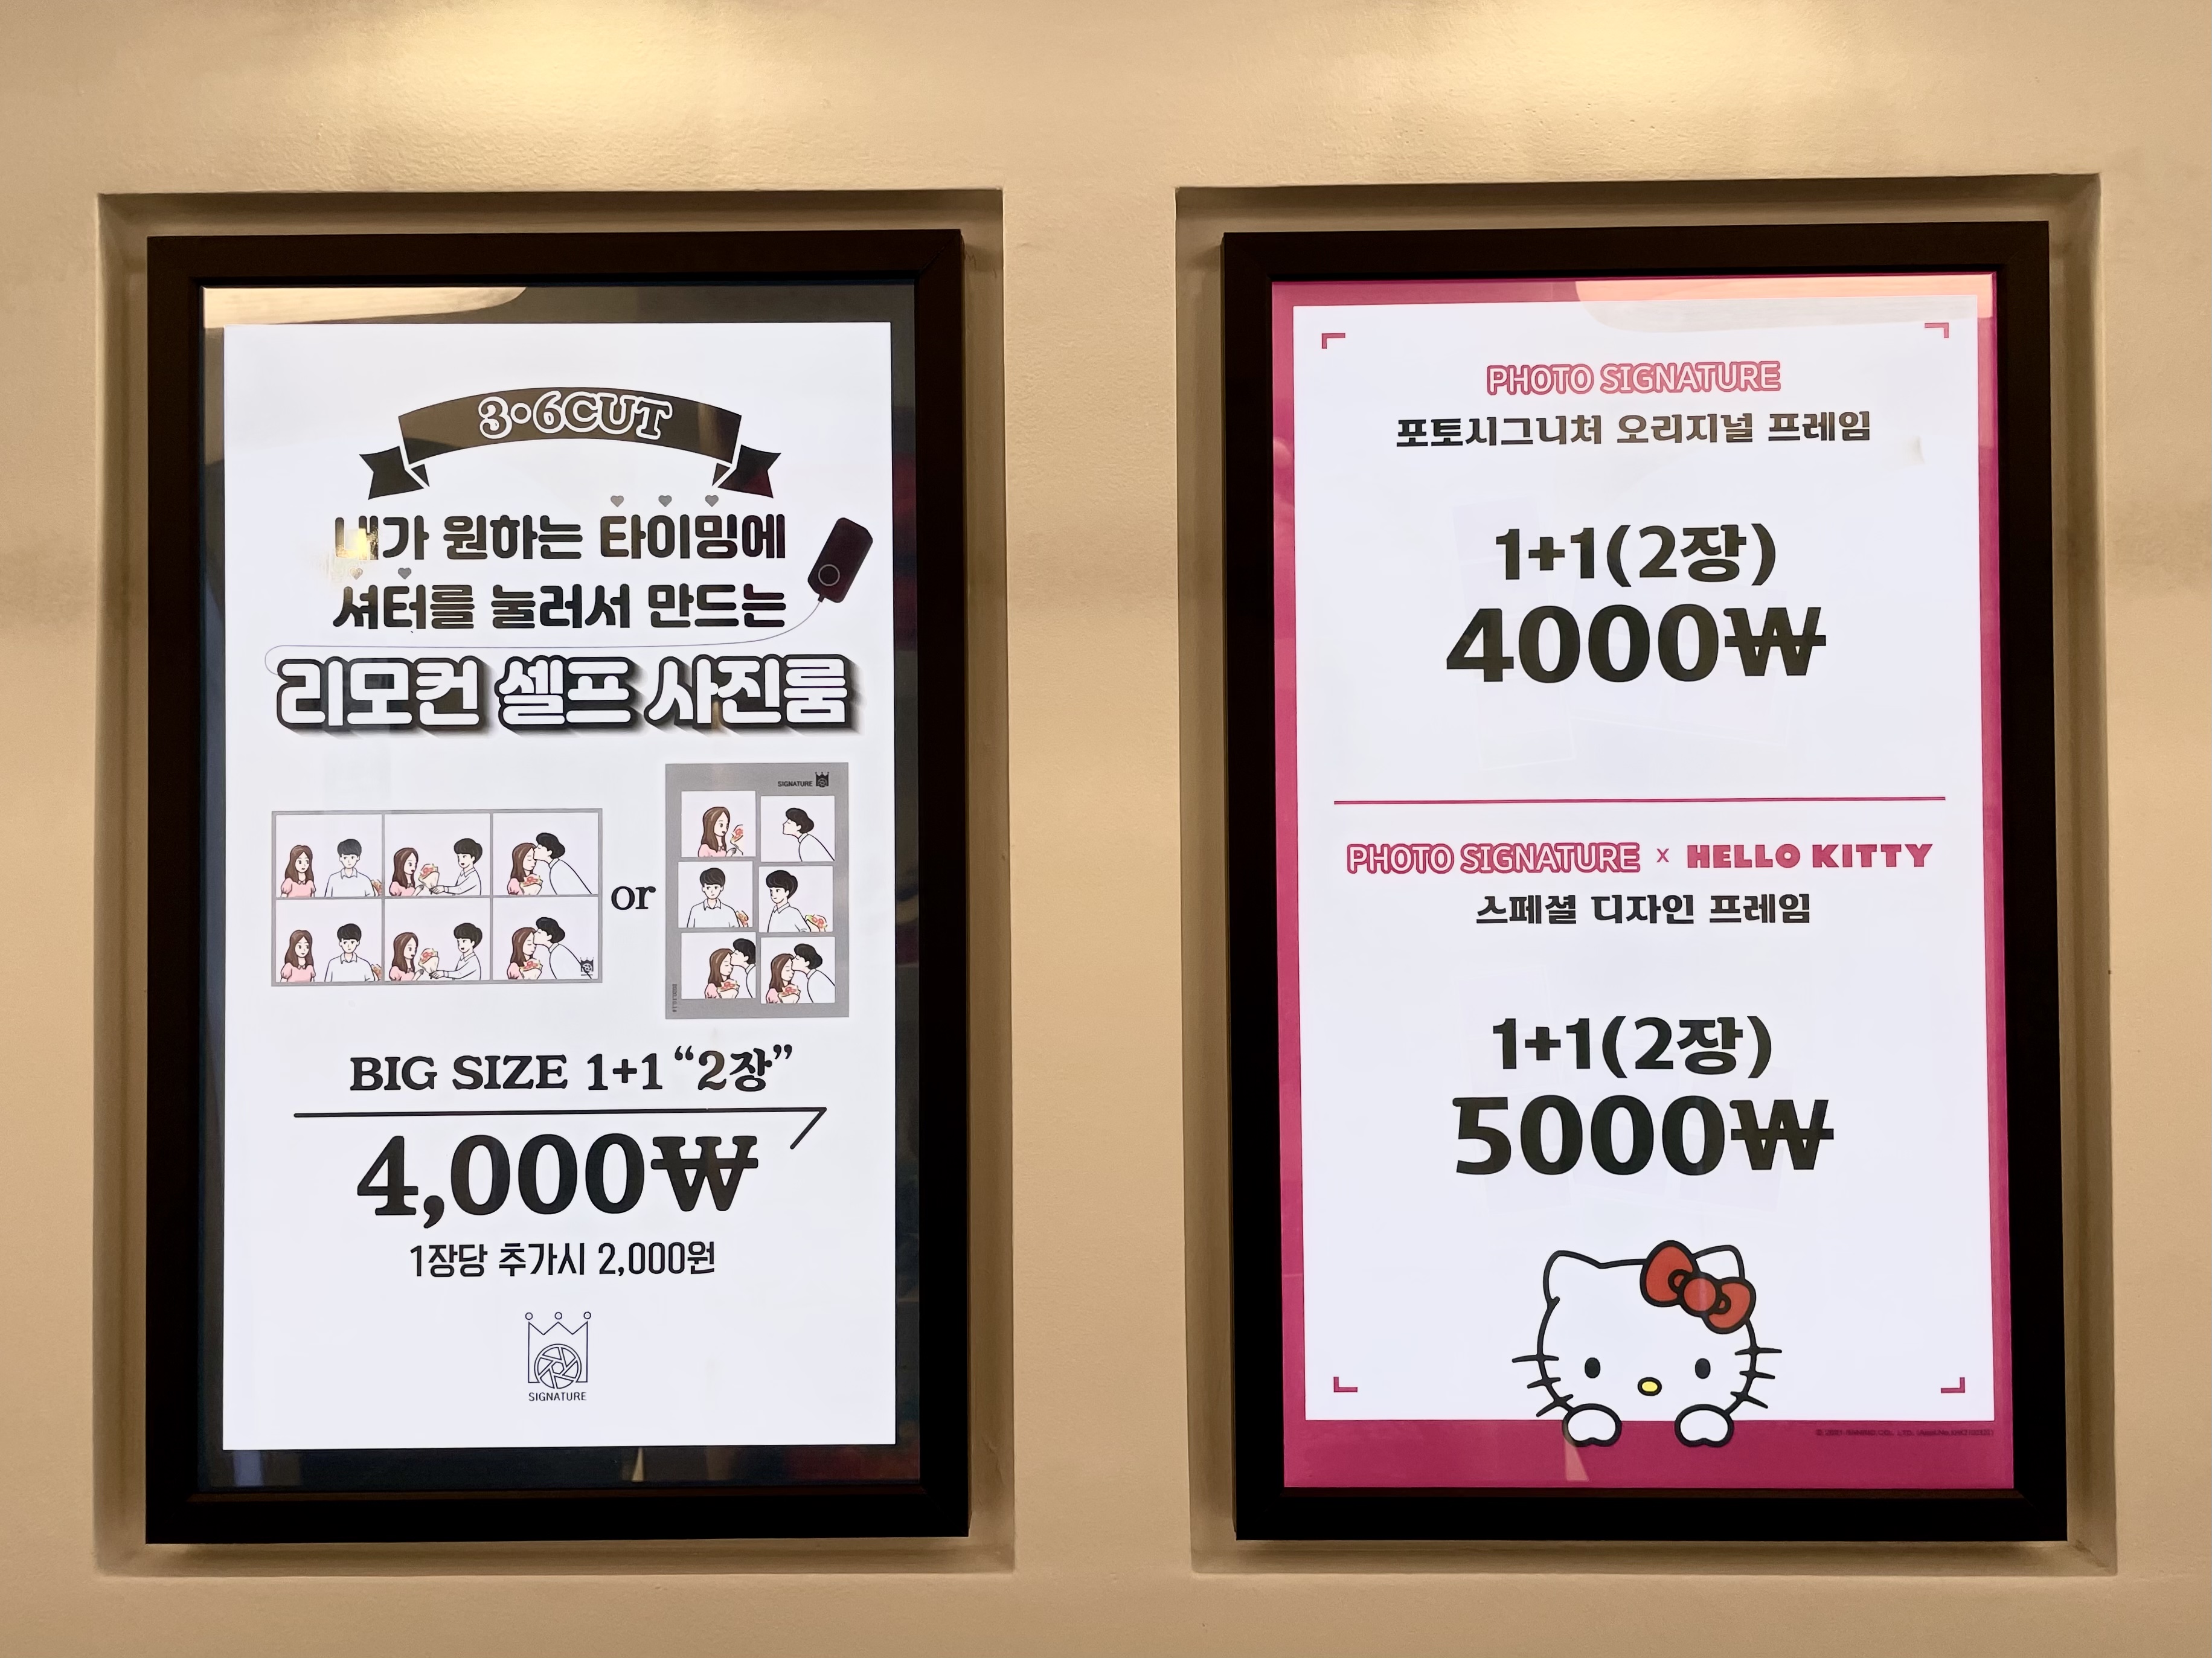 3·6CUT
내가 원하는 타이밍에
셔터를 눌러서 만드는
리모컨 셀프 사진룸
SIGNATURE
or
BIG SIZE 1+1 “2장”
4,000₩
1장당 추가시 2,000원
SIGNATURE
PHOTO SIGNATURE
포토시그니쳐 오리지널 프레임
1+1(2장)
4000₩
PHOTO SIGNATURE x HELLO KITTY
스페셜 디자인 프레임
1+1(2장)
5000₩